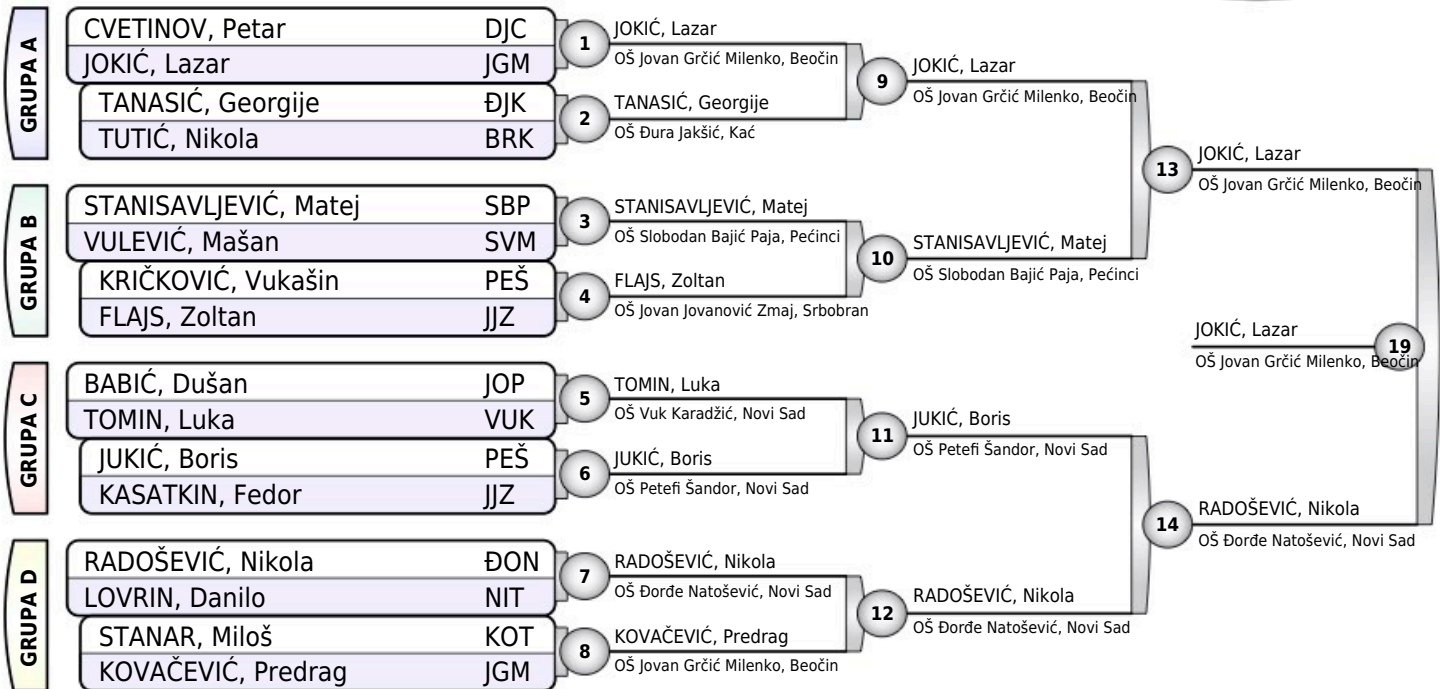 GRUPA A
CVETINOV, Petar DJC
JOKIĆ, Lazar JGM
TANASIĆ, Georgije ĐJK
TUTIĆ, Nikola BRK
GRUPA B
STANISAVLJEVIĆ, Matej SBP
VULEVIĆ, Mašan SVM
KRIČKOVIĆ, Vukašin PEŠ
FLAJS, Zoltan JJZ
GRUPA C
BABIĆ, Dušan JOP
TOMIN, Luka VUK
JUKIĆ, Boris PEŠ
KASATKIN, Fedor JJZ
GRUPA D
RADOŠEVIĆ, Nikola ĐON
LOVRIN, Danilo NIT
STANAR, Miloš KOT
KOVAČEVIĆ, Predrag JGM
1
JOKIĆ, Lazar
OŠ Jovan Grčić Milenko, Beočin
2
TANASIĆ, Georgije
OŠ Đura Jakšić, Kać
3
STANISAVLJEVIĆ, Matej
OŠ Slobodan Bajić Paja, Pećinci
4
FLAJS, Zoltan
OŠ Jovan Jovanović Zmaj, Srbobran
5
TOMIN, Luka
OŠ Vuk Karadžić, Novi Sad
6
JUKIĆ, Boris
OŠ Petefi Šandor, Novi Sad
7
RADOŠEVIĆ, Nikola
OŠ Đorđe Natošević, Novi Sad
8
KOVAČEVIĆ, Predrag
OŠ Jovan Grčić Milenko, Beočin
9
JOKIĆ, Lazar
OŠ Jovan Grčić Milenko, Beočin
10
STANISAVLJEVIĆ, Matej
OŠ Slobodan Bajić Paja, Pećinci
11
JUKIĆ, Boris
OŠ Petefi Šandor, Novi Sad
12
RADOŠEVIĆ, Nikola
OŠ Đorđe Natošević, Novi Sad
13
JOKIĆ, Lazar
OŠ Jovan Grčić Milenko, Beočin
14
RADOŠEVIĆ, Nikola
OŠ Đorđe Natošević, Novi Sad
19
JOKIĆ, Lazar
OŠ Jovan Grčić Milenko, Beočin